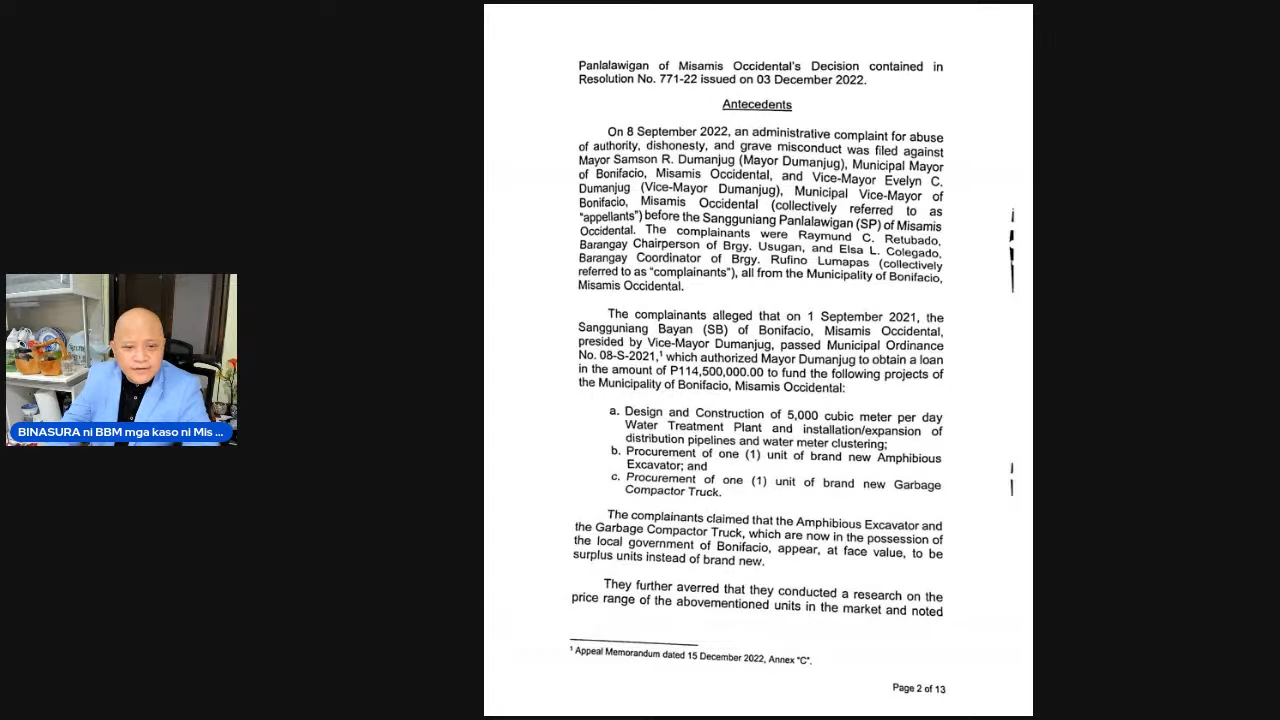 Panlalawigan of Misamis Occidental's Decision contained in
Resolution No. 771-22 issued on 03 December 2022.
Antecedents
On 8 September 2022, an administrative complaint for abuse
of authority, dishonesty, and grave misconduct was filed against
Mayor Samson R. Dumanjug (Mayor Dumanjug), Municipal Mayor
of Bonifacio, Misamis Occidental, and Vice-Mayor Evelyn C.
Dumanjug (Vice-Mayor Dumanjug), Municipal Vice-Mayor of
Bonifacio, Misamis Occidental (collectively referred to as
"appellants") before the Sangguniang Panlalawigan (SP) of Misamis
Occidental. The complainants were Raymund C. Retubado,
Barangay Chairperson of Brgy. Usugan, and Elsa L. Colegado,
Barangay Coordinator of Brgy. Rufino Lumapas (collectively
referred to as "complainants"), all from the Municipality of Bonifacio,
Misamis Occidental.
The complainants alleged that on 1 September 2021, the
Sangguniang Bayan (SB) of Bonifacio, Misamis Occidental,
presided by Vice-Mayor Dumanjug, passed Municipal Ordinance
No. 08-S-2021,¹ which authorized Mayor Dumanjug to obtain a loan
in the amount of P114,500,000.00 to fund the following projects of
the Municipality of Bonifacio, Misamis Occidental:
a. Design and Construction of 5,000 cubic meter per day
Water Treatment Plant and installation/expansion of
distribution pipelines and water meter clustering;
b. Procurement of one (1) unit of brand new Amphibious
Excavator; and
c. Procurement of one (1) unit of brand new Garbage
Compactor Truck.
The complainants claimed that the Amphibious Excavator and
the Garbage Compactor Truck, which are now in the possession of
the local government of Bonifacio, appear, at face value, to be
surplus units instead of brand new.
They further averred that they conducted a research on the
price range of the abovementioned units in the market and noted
¹ Appeal Memorandum dated 15 December 2022, Annex "C".
Page 2 of 13
BINASURA ni BBM mga kaso ni Mis ...